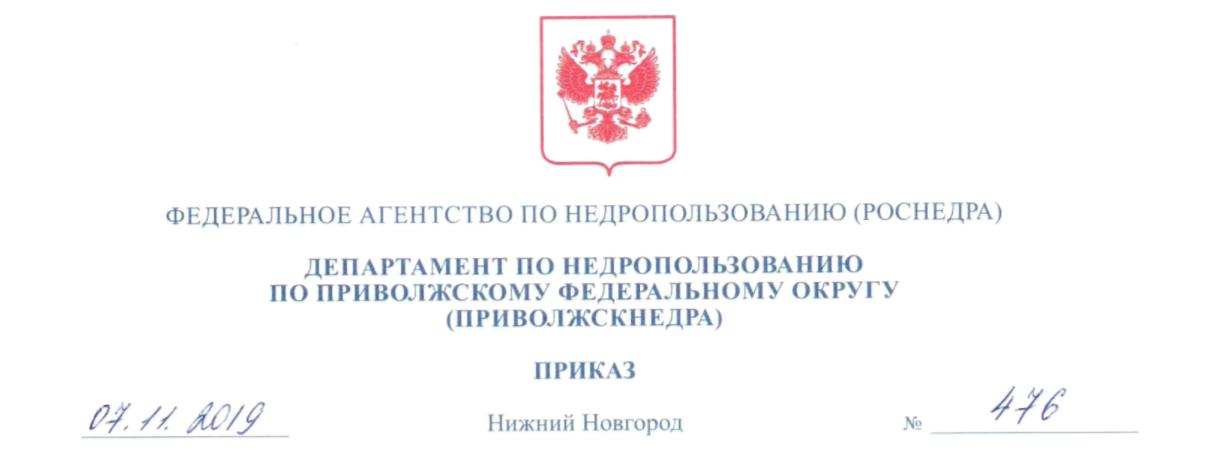 ФЕДЕРАЛЬНОЕ АГЕНТСТВО ПО НЕДРОПОЛЬЗОВАНИЮ (РОСНЕДРА)
ДЕПАРТАМЕНТ ПО НЕДРОПОЛЬЗОВАНИЮ
ПО ПРИВОЛЖСКОМУ ФЕДЕРАЛЬНОМУ ОКРУГУ
(ПРИВОЛЖСКНЕДРА)
ПРИКАЗ
07.11.2019 Нижний Новгород № 476